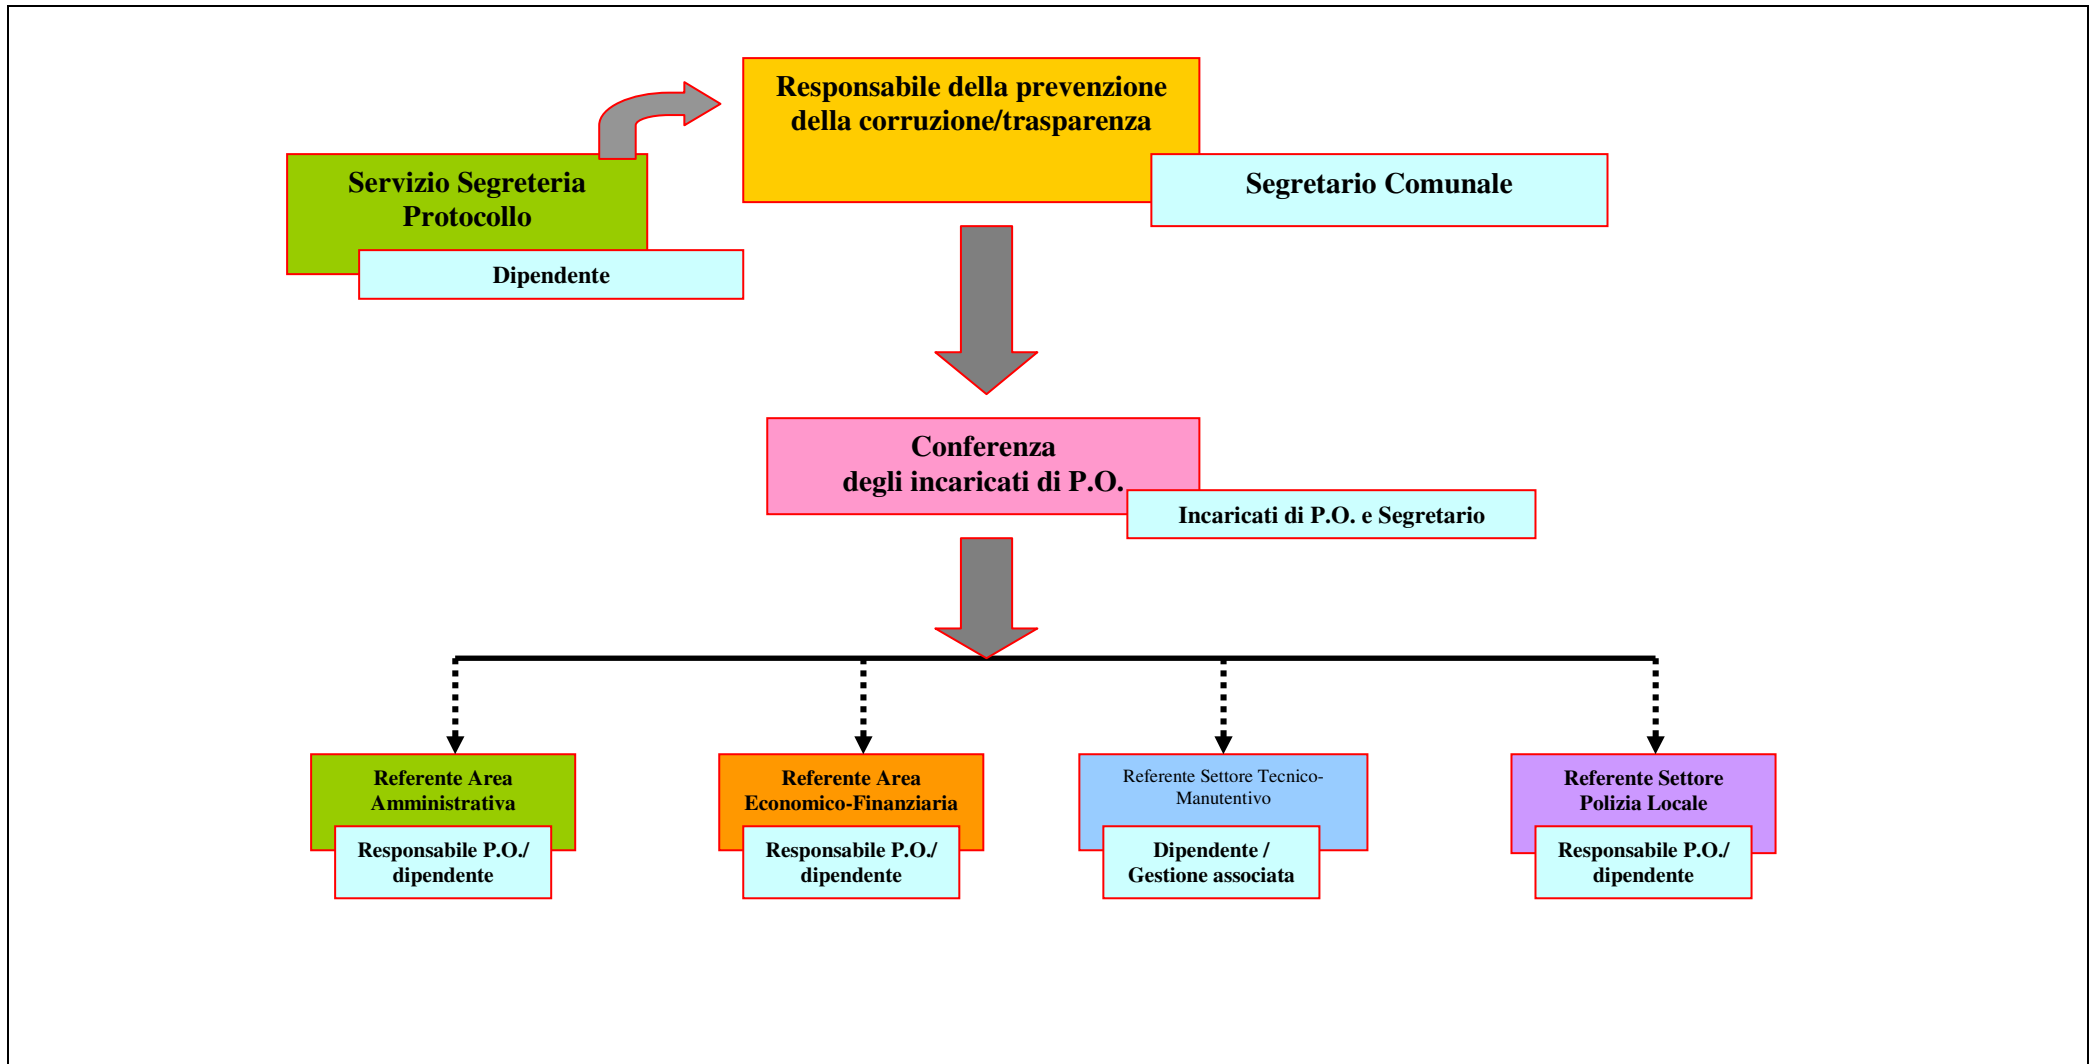 Responsabile della prevenzione
della corruzione/trasparenza
Servizio Segreteria
Protocollo
Segretario Comunale
Dipendente
Conferenza
degli incaricati di P.O.
Incaricati di P.O. e Segretario
Referente Area
Amministrativa
Responsabile P.O./
dipendente
Referente Area
Economico-Finanziaria
Responsabile P.O./
dipendente
Referente Settore Tecnico-
Manutentivo
Dipendente /
Gestione associata
Referente Settore
Polizia Locale
Responsabile P.O./
dipendente